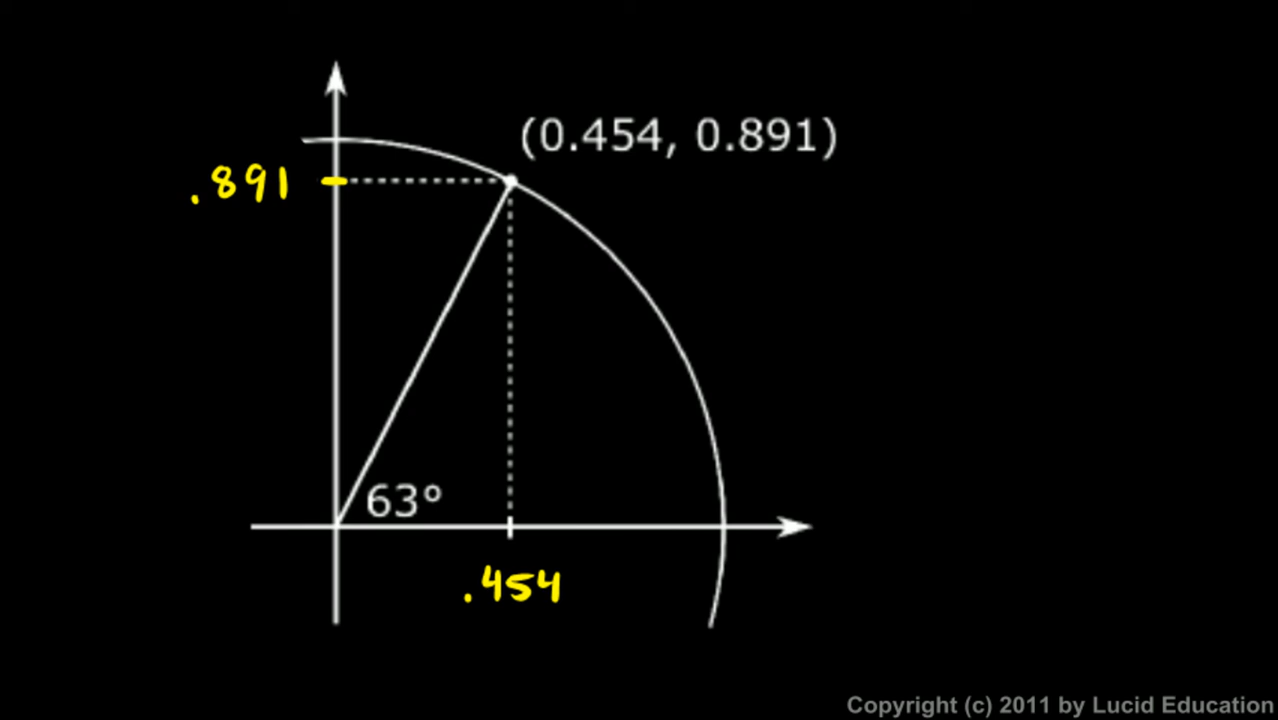 (0.454, 0.891)
.891
63°
.454
Copyright (c) 2011 by Lucid Education